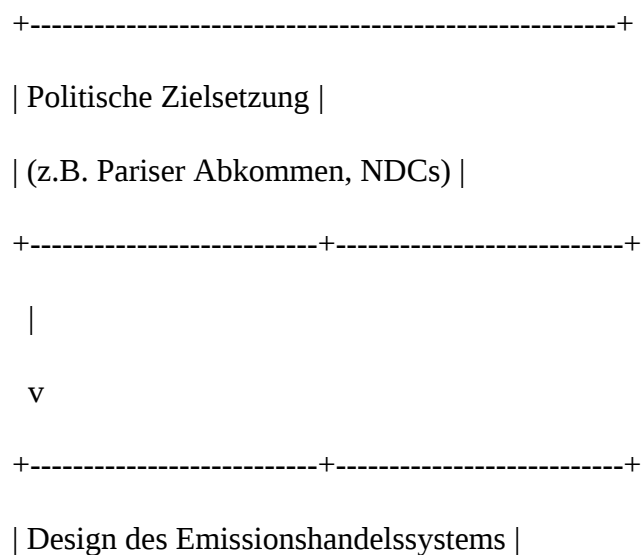 +-------------------------------------------------------+
| Politische Zielsetzung |
| (z.B. Pariser Abkommen, NDCs) |
+---------------------------+---------------------------+
|
v
+---------------------------+---------------------------+
| Design des Emissionshandelssystems |